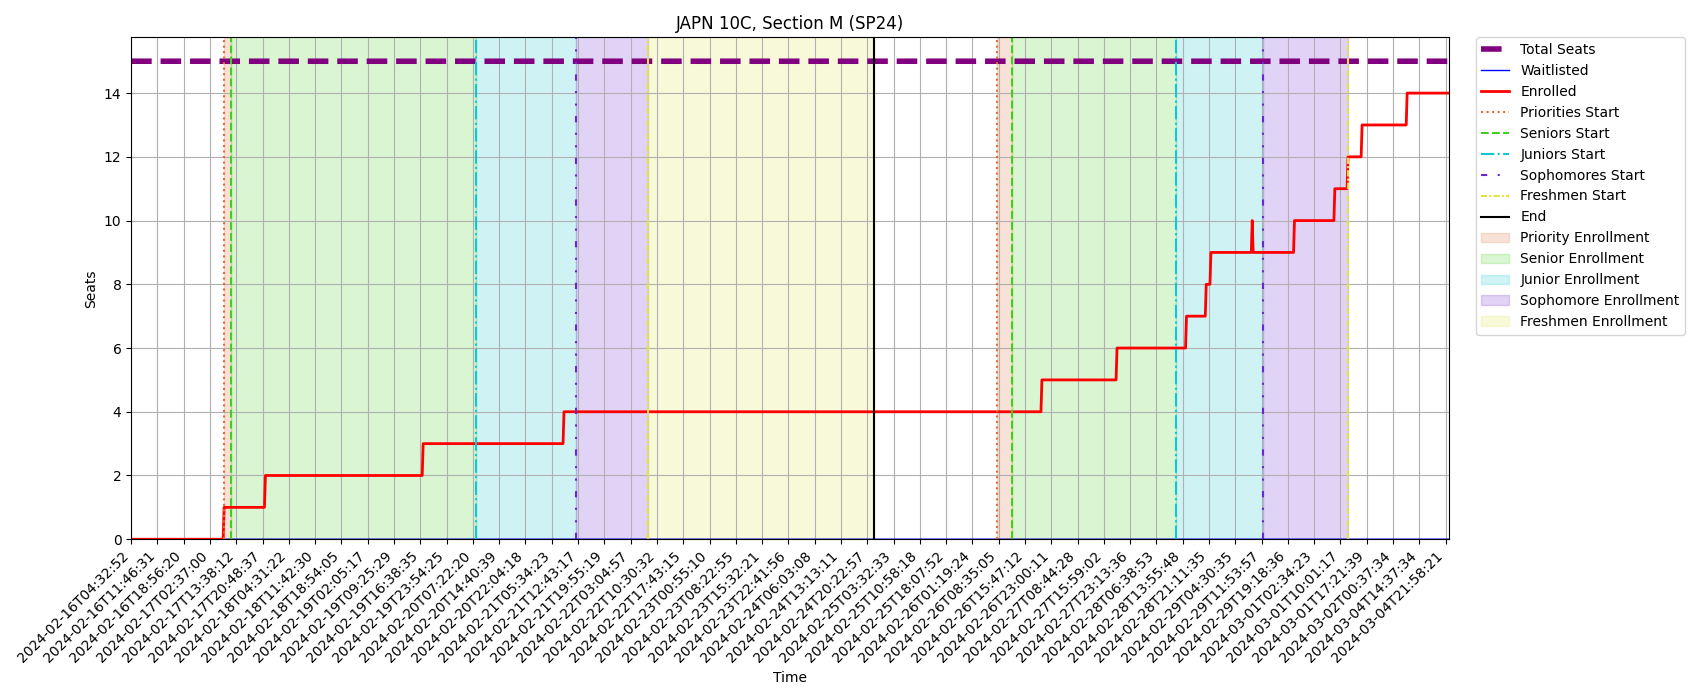 JAPN 10C, Section M (SP24)
Seats
14
12
10
8
6
4
2
0
2024-02-16T04:32:52
2024-02-16T11:46:31
2024-02-16T18:56:20
2024-02-17T02:37:00
2024-02-17T13:38:12
2024-02-17T20:48:37
2024-02-18T04:31:22
2024-02-18T11:42:30
2024-02-18T18:54:05
2024-02-19T02:05:17
2024-02-19T09:25:29
2024-02-19T16:38:35
2024-02-19T23:54:25
2024-02-20T07:22:20
2024-02-20T14:40:39
2024-02-20T22:04:18
2024-02-21T05:34:23
2024-02-21T12:43:17
2024-02-21T19:55:19
2024-02-22T03:04:57
2024-02-22T10:30:32
2024-02-22T17:43:15
2024-02-23T00:55:10
2024-02-23T08:22:55
2024-02-23T15:32:21
2024-02-23T22:41:56
2024-02-24T06:03:08
2024-02-24T13:13:11
2024-02-24T20:22:57
2024-02-25T03:32:33
2024-02-25T10:58:18
2024-02-25T18:07:52
2024-02-26T01:19:24
2024-02-26T08:35:05
2024-02-26T15:47:12
2024-02-26T23:00:11
2024-02-27T08:44:28
2024-02-27T15:59:02
2024-02-27T23:13:36
2024-02-28T06:38:53
2024-02-28T13:55:48
2024-02-28T21:11:35
2024-02-29T04:30:35
2024-02-29T11:53:57
2024-02-29T19:18:36
2024-03-01T02:34:23
2024-03-01T10:01:17
2024-03-01T17:21:39
2024-03-02T00:37:34
2024-03-04T14:37:34
2024-03-04T21:58:21
Time
Total Seats
Waitlisted
Enrolled
Priorities Start
Seniors Start
Juniors Start
Sophomores Start
Freshmen Start
End
Priority Enrollment
Senior Enrollment
Junior Enrollment
Sophomore Enrollment
Freshmen Enrollment